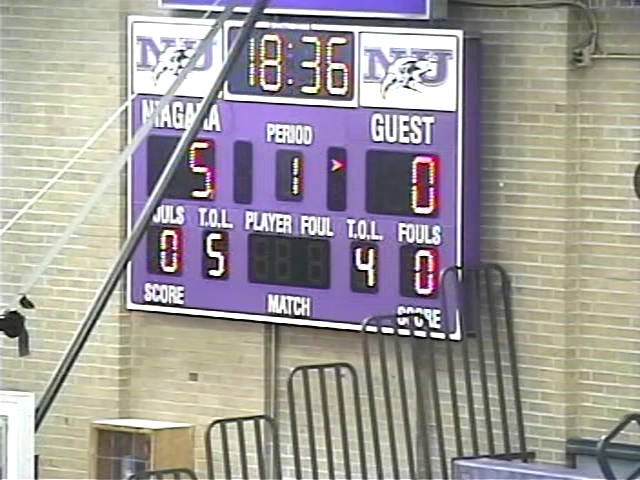 NU 18:36 NU
NIAGARA PERIOD GUEST
5 1 > 0
OULS T.O.L. PLAYER FOUL T.O.L. FOULS
0 5 4 0
SCORE MATCH SCORE